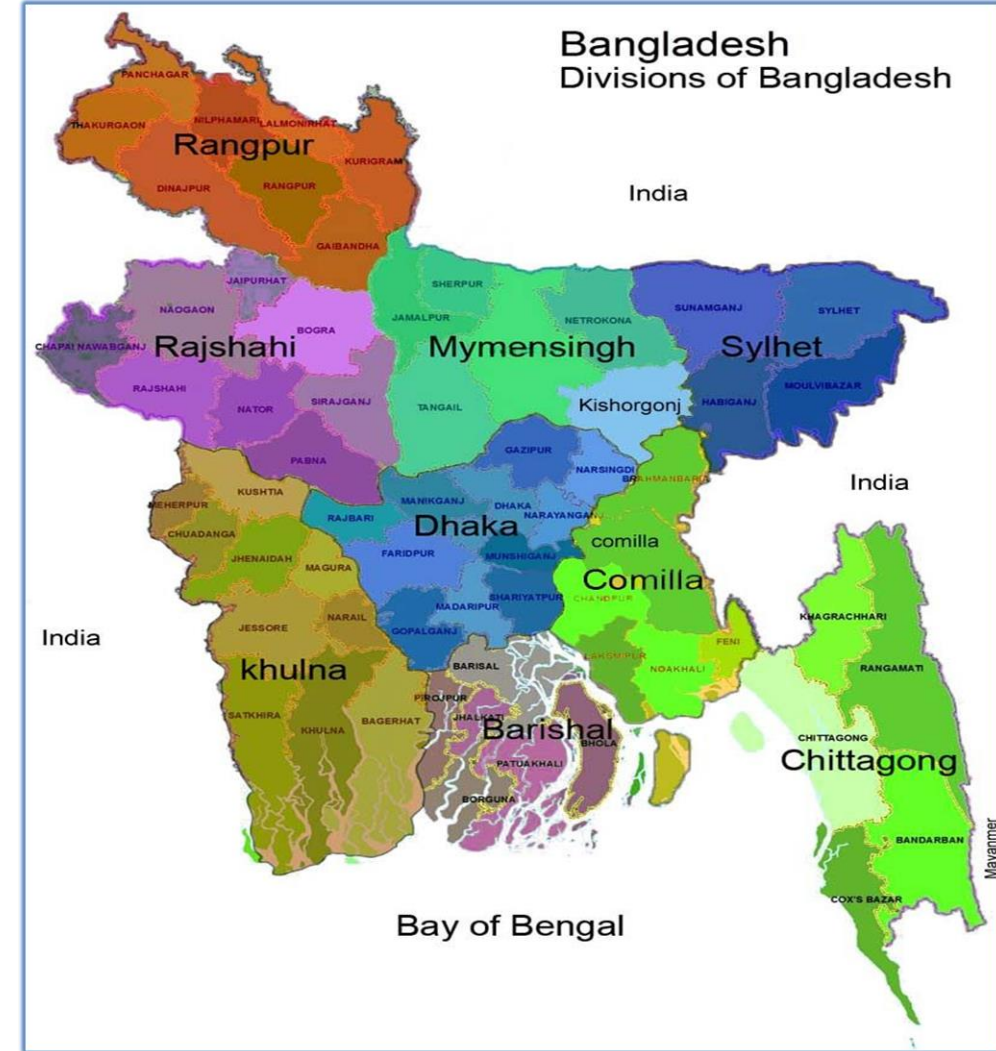 Bangladesh
Divisions of Bangladesh
PANCHAGAR
THAKURGAON
NILPHAMARI
LALMONIRHAT
Rangpur
KURIGRAM
DINAJPUR
RANGPUR
India
GAIBANDHA
JAIPURHAT
SHERPUR
NAOGAON
SUNAMGANJ
SYLHET
JAMALPUR
NETROKONA
BOGRA
CHAPAI NAWABGANJ
Rajshahi
Mymensingh
Sylhet
RAJSHAHI
MOULVIBAZAR
NATOR
SIRAJGANJ
TANGAIL
Kishorgonj
HABIGANJ
GAZIPUR
PABNA
NARSINGDI
BRAHMANBARI
India
KUSHTIA
MEHERPUR
MANIKGANJ
DHAKA
RAJBARI
Dhaka
NARAYANGANJ
CHUADANGA
comilla
JHENAIDAH
FARIDPUR
MUNSHIGANJ
MAGURA
Comilla
SHARIYATPUR
CHANDPUR
MADARIPUR
JESSORE
NARAIL
KHAGRACHHARI
GOPALGANJ
India
FENI
LAKSMIPUR
NOAKHALI
BARISAL
RANGAMATI
khulna
PIROJPUR
SATKHIRA
JHALKATI
BAGERHAT
KHULNA
Barishal
CHITTAGONG
BHOLA
PATUAKHALI
Chittagong
BORGUNA
BANDARBAN
Mayanmer
COX'S BAZAR
Bay of Bengal